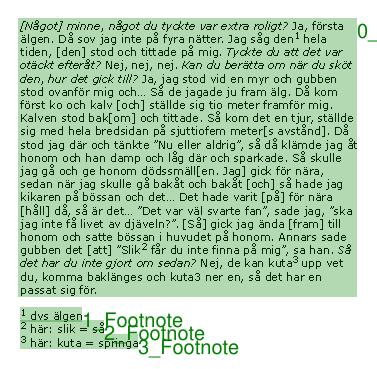 [Något] minne, något du tyckte var extra roligt? Ja, första
älgen. Då sov jag inte på fyra nätter. Jag såg den1 hela
tiden, [den] stod och tittade på mig. Tyckte du att det var
otäckt efteråt? Nej, nej, nej. Kan du berätta om när du sköt
den, hur det gick till? Ja, jag stod vid en myr och gubben
stod ovanför mig och... Så de jagade ju fram älg. Då kom
först ko och kalv [och] ställde sig tio meter framför mig.
Kalven stod bak[om] och tittade. Så kom det en tjur, ställde
sig med hela bredsidan på sjuttiofem meter[s avstånd]. Då
stod jag där och tänkte ”Nu eller aldrig”, så då klämde jag åt
honom och han damp och låg där och sparkade. Så skulle
jag gå och ge honom dödssmäll[en. Jag] gick för nära,
sedan när jag skulle gå bakåt och bakåt [och] så hade jag
kikaren på bössan och det... Det hade varit [på] för nära
[håll] då, så är det... ”Det var väl svarte fan”, sade jag, ”ska
jag inte få livet av djäveln?”. [Så] gick jag ända [fram] till
honom och satte bössan i huvudet på honom. Annars sade
gubben det [att] ”Slik2 får du inte finna på mig”, sa han. Så
det har du inte gjort om sedan? Nej, de kan kuta3 upp vet
du, komma baklänges och kuta3 ner en, så det har en
passat sig för.
0_
1 dvs älgen
1_Footnote
2 här: slik = så
2_Footnote
3 här: kuta = springa
3_Footnote